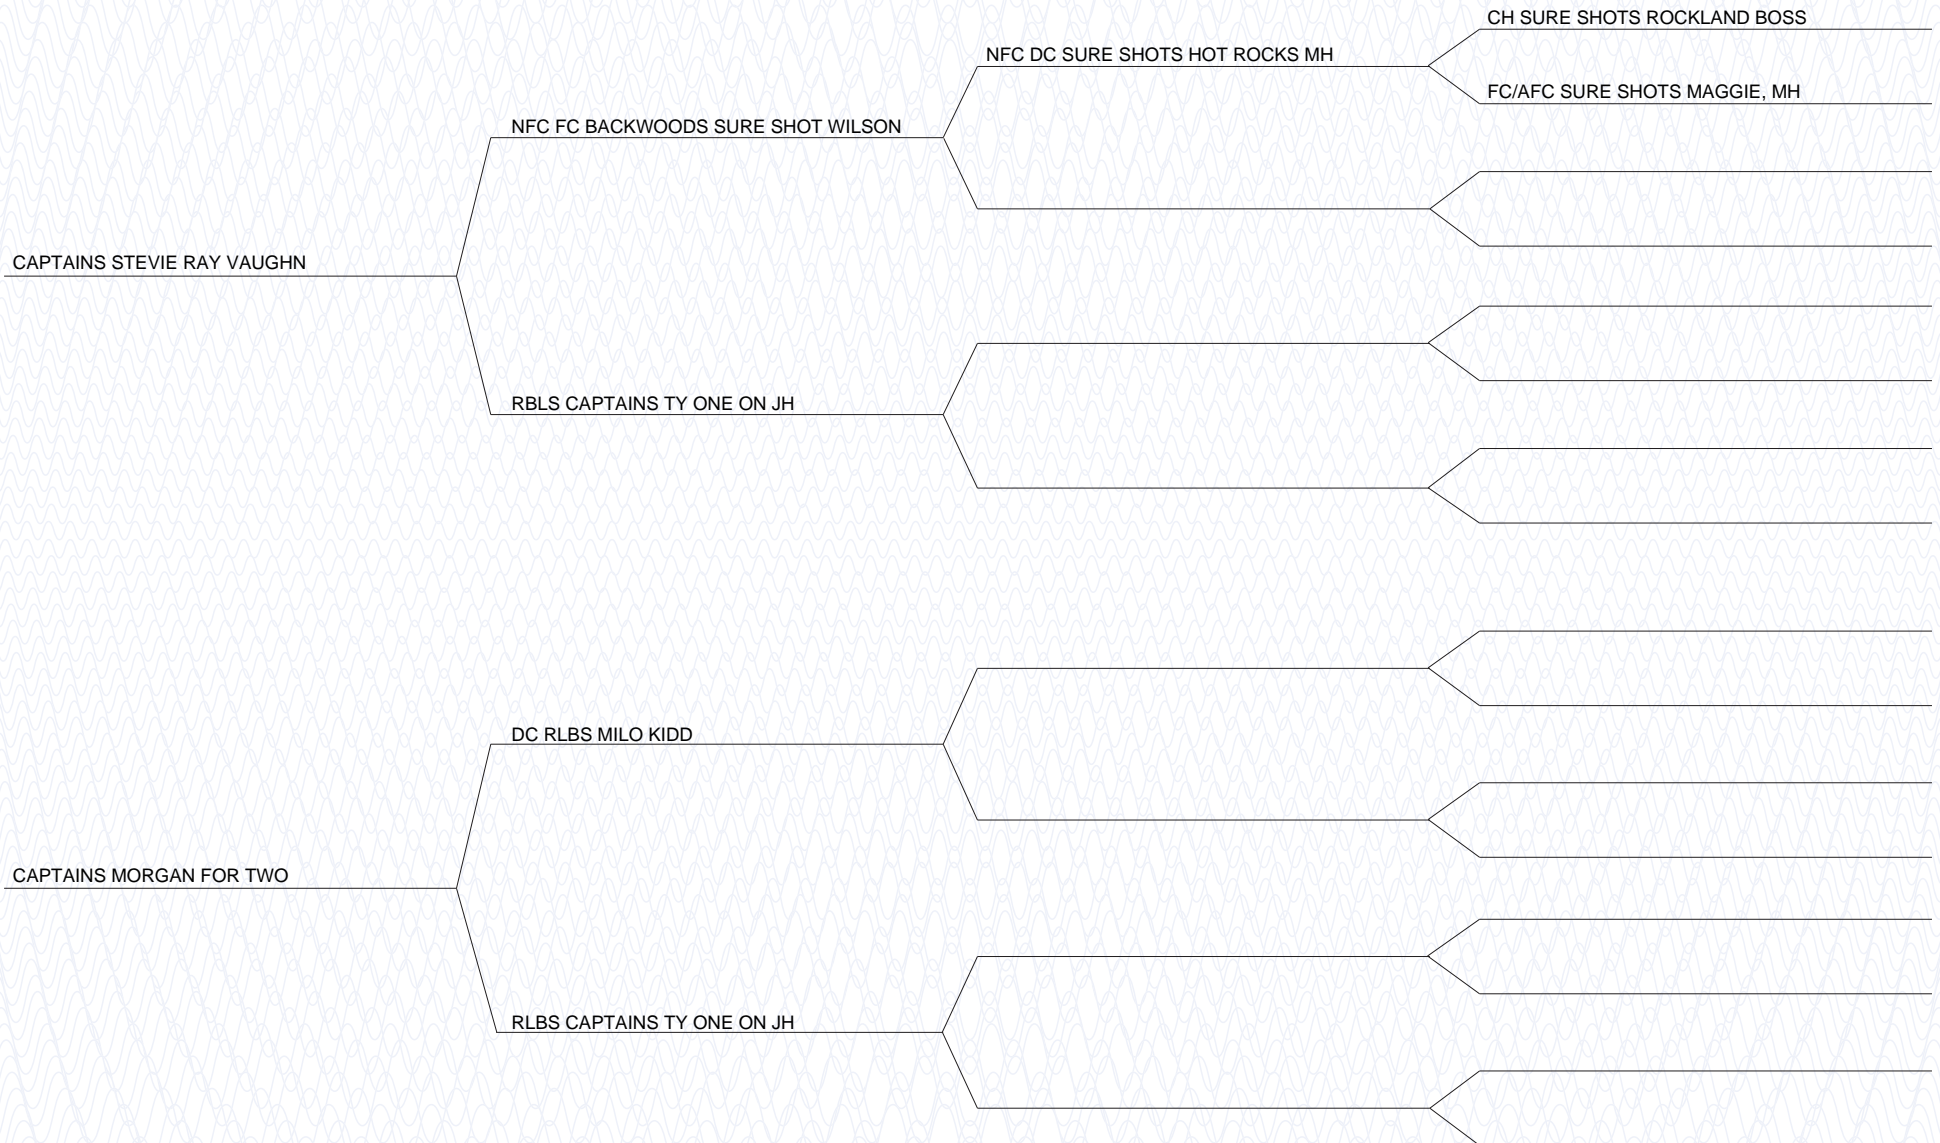 CH SURE SHOTS ROCKLAND BOSS
NFC DC SURE SHOTS HOT ROCKS MH
FC/AFC SURE SHOTS MAGGIE, MH
NFC FC BACKWOODS SURE SHOT WILSON
CAPTAINS STEVIE RAY VAUGHN
RBLS CAPTAINS TY ONE ON JH
DC RLBS MILO KIDD
CAPTAINS MORGAN FOR TWO
RLBS CAPTAINS TY ONE ON JH